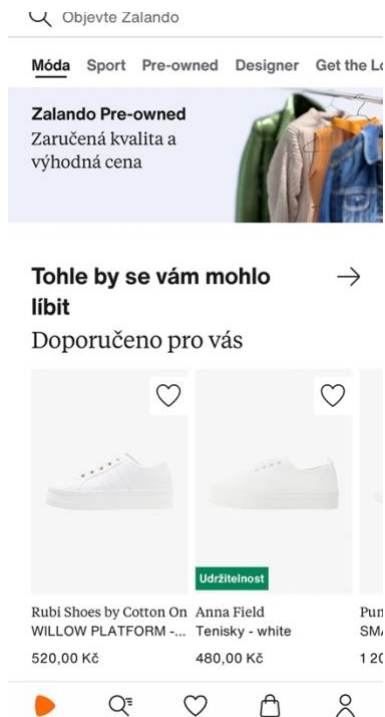 Objevte Zalando
Móda Sport Pre-owned Designer Get the
Zalando Pre-owned
Zaručená kvalita a
výhodná cena
Tohle by se vám mohlo
líbit
Doporučeno pro vás
Udržitelnost
Rubi Shoes by Cotton On
WILLOW PLATFORM -...
520,00 Kč
Anna Field
Tenisky - white
480,00 Kč